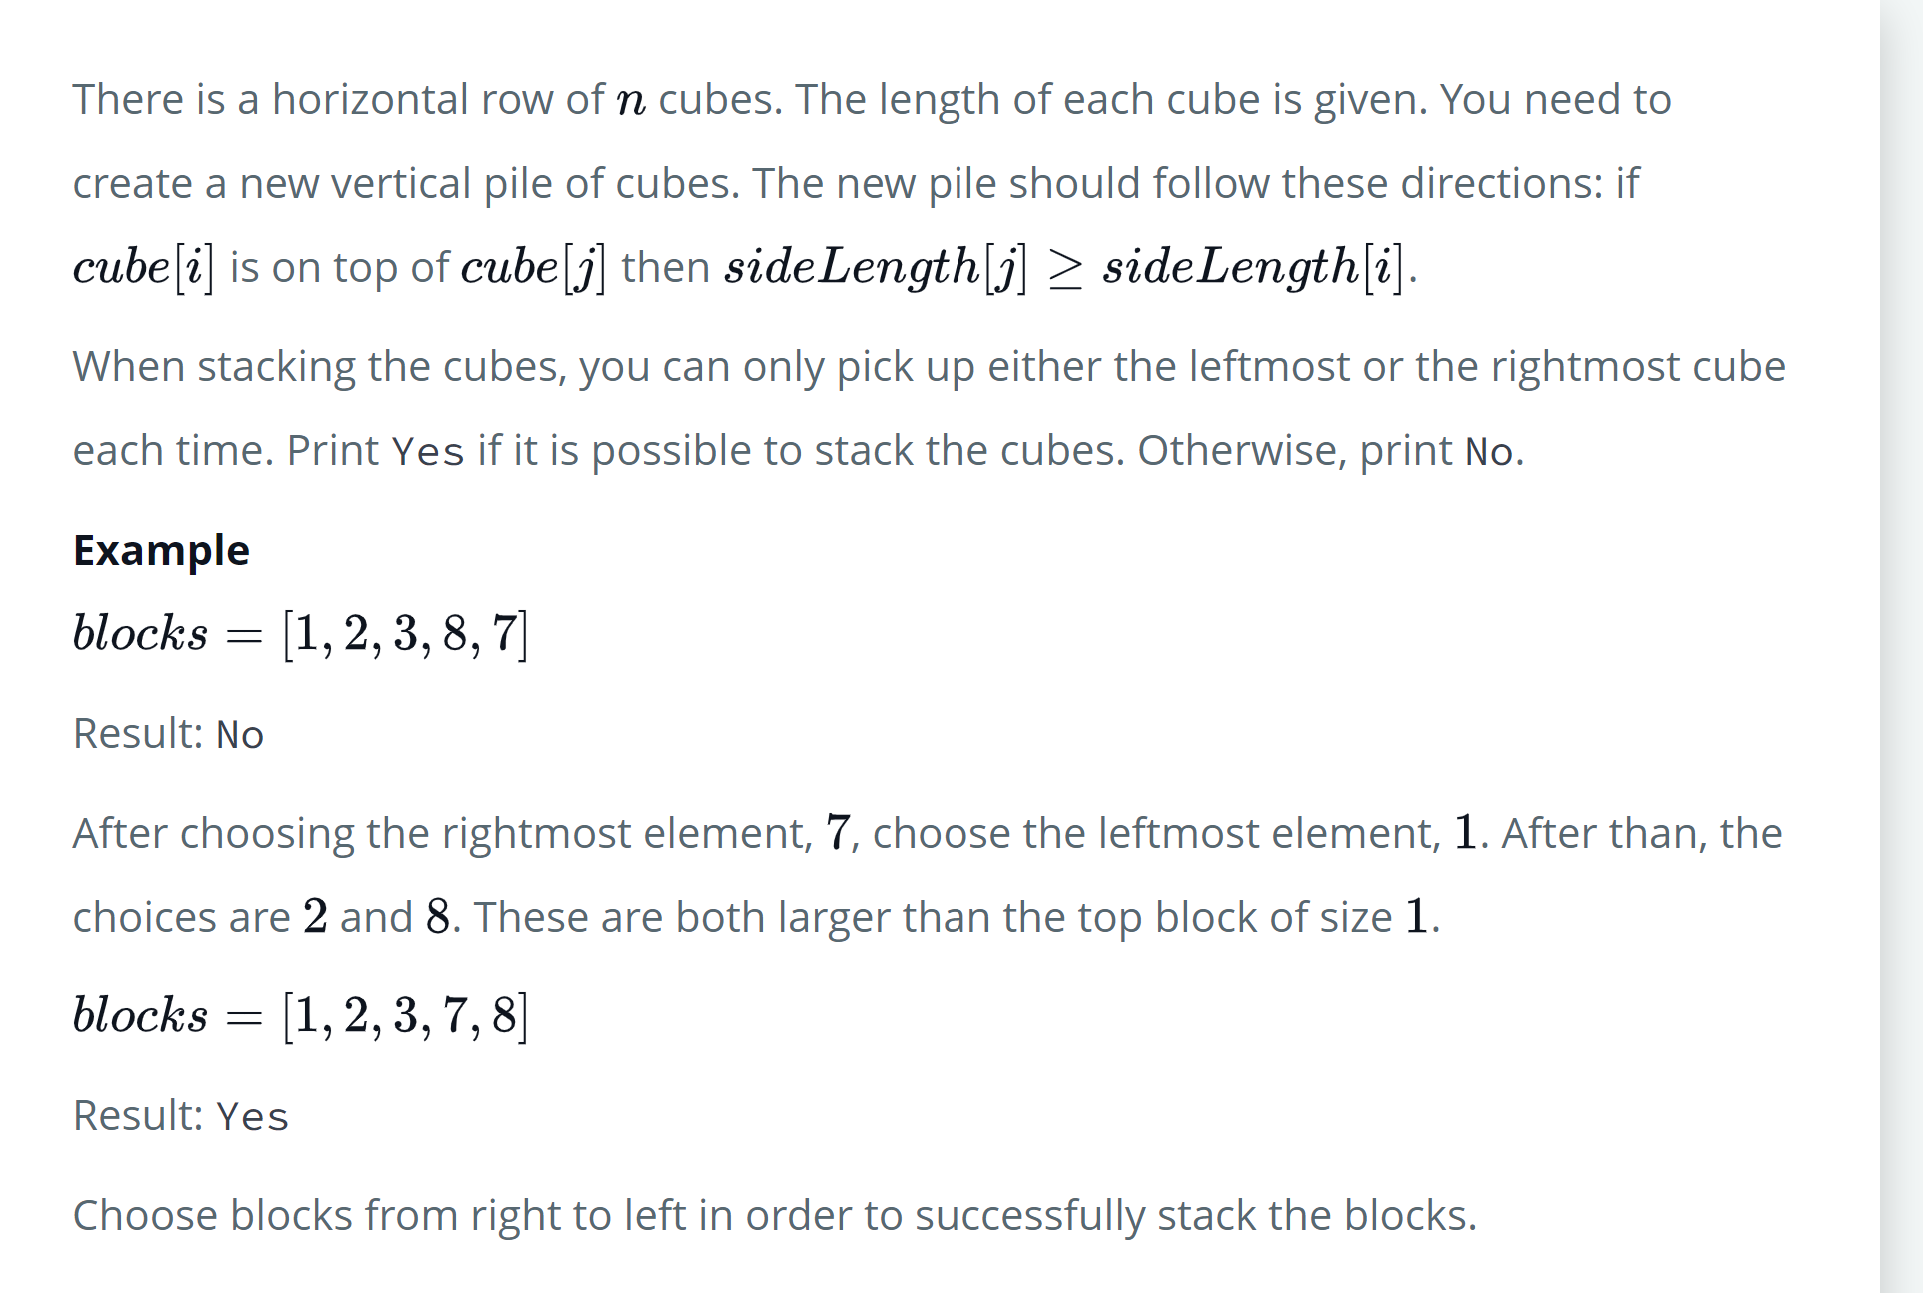 There is a horizontal row of n cubes. The length of each cube is given. You need to
create a new vertical pile of cubes. The new pile should follow these directions: if
cube[i] is on top of cube[j] then sideLength[j] ≥ sideLength[i].
When stacking the cubes, you can only pick up either the leftmost or the rightmost cube
each time. Print Yes if it is possible to stack the cubes. Otherwise, print No.
Example
blocks = [1, 2, 3, 8, 7]
Result: No
After choosing the rightmost element, 7, choose the leftmost element, 1. After than, the
choices are 2 and 8. These are both larger than the top block of size 1.
blocks = [1, 2, 3, 7, 8]
Result: Yes
Choose blocks from right to left in order to successfully stack the blocks.